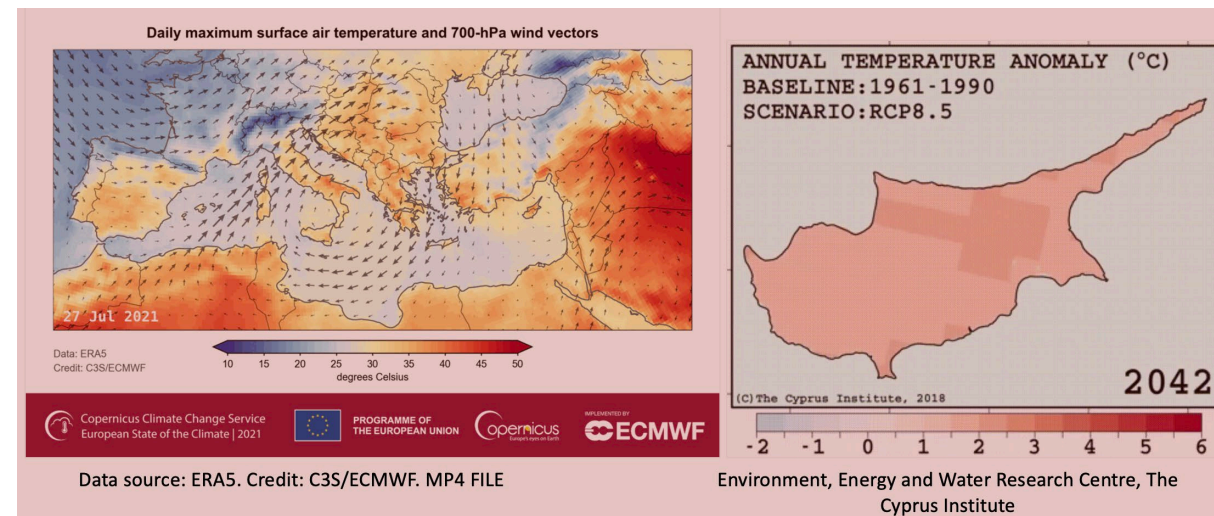 Daily maximum surface air temperature and 700-hPa wind vectors
27 Jul 2021
Data: ERA5
Credit: C3S/ECMWF
10 15 20 25 30 35 40 45 50
degrees Celsius
Copernicus Climate Change Service
European State of the Climate | 2021
PROGRAMME OF
THE EUROPEAN UNION
Copernicus
Europe's eyes on Earth
IMPLEMENTED BY
ECMWF
Data source: ERA5. Credit: C3S/ECMWF. MP4 FILE
ANNUAL TEMPERATURE ANOMALY (°C)
BASELINE:1961-1990
SCENARIO:RCP8.5
2042
(C)The Cyprus Institute, 2018
-2 -1 0 1 2 3 4 5 6
Environment, Energy and Water Research Centre, The
Cyprus Institute